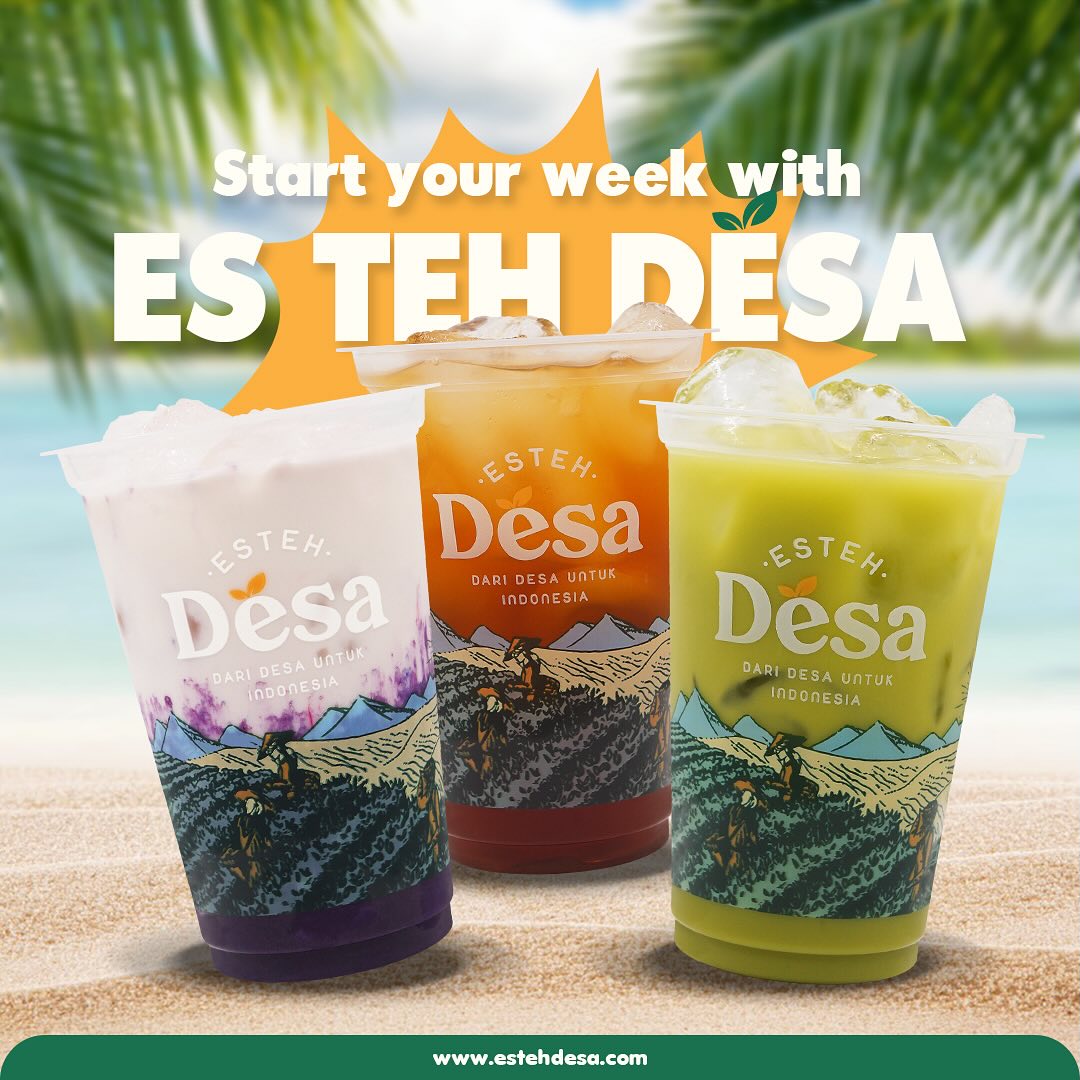 Start your week with
ES TEH DESA
·ESTEH·
Desa
DARI DESA UNTUK
INDONESIA
·ESTEH·
Desa
DARI DESA UNTUK
INDONESIA
·ESTEH·
Desa
DARI DESA UNTUK
INDONESIA
www.estehdesa.com